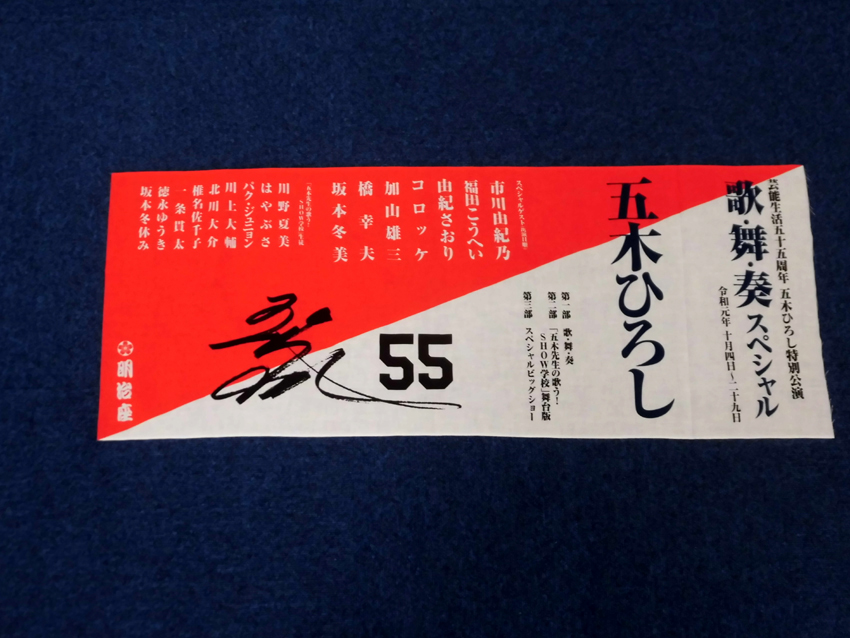 芸能生活五十五周年 五木ひろし特別公演
歌・舞・奏スペシャル
令和元年 十月四日～二十九日
五木ひろし
第一部 歌・舞・奏
第二部 「五木先生の歌う!
SHOW学校」舞台版
第三部 スペシャルビッグショー
市川由紀乃
福田こうへい
由紀さおり
コロッケ
加山雄三
橋幸夫
坂本冬美
川野夏美
はやぶさ
パク・ジュニョン
川上大輔
北川大介
椎名佐千子
一条貫太
徳永ゆうき
坂本冬休み
55
明治座